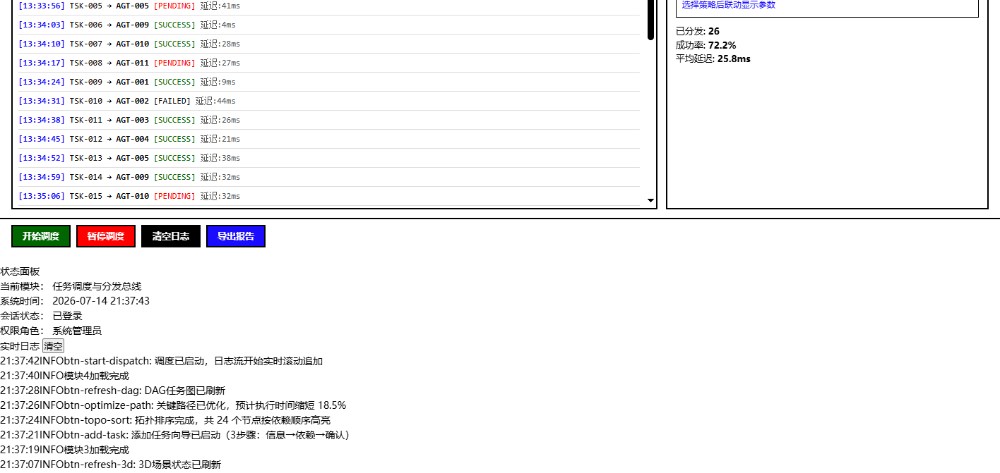 [13:33:56] TSK-005 → AGT-005 [PENDING] 延迟:41ms
[13:34:03] TSK-006 → AGT-009 [SUCCESS] 延迟:4ms
[13:34:10] TSK-007 → AGT-010 [SUCCESS] 延迟:28ms
[13:34:17] TSK-008 → AGT-011 [PENDING] 延迟:27ms
[13:34:24] TSK-009 → AGT-001 [SUCCESS] 延迟:9ms
[13:34:31] TSK-010 → AGT-002 [FAILED] 延迟:44ms
[13:34:38] TSK-011 → AGT-003 [SUCCESS] 延迟:26ms
[13:34:45] TSK-012 → AGT-004 [SUCCESS] 延迟:21ms
[13:34:52] TSK-013 → AGT-005 [SUCCESS] 延迟:38ms
[13:34:59] TSK-014 → AGT-009 [SUCCESS] 延迟:32ms
[13:35:06] TSK-015 → AGT-010 [PENDING] 延迟:32ms
选择策略后联动显示参数
已分发: 26
成功率: 72.2%
平均延迟: 25.8ms
开始调度 暂停调度 清空日志 导出报告
状态面板
当前模块： 任务调度与分发总线
系统时间： 2026-07-14 21:37:43
会话状态： 已登录
权限角色： 系统管理员
实时日志 清空
21:37:42INFObtn-start-dispatch: 调度已启动，日志流开始实时滚动追加
21:37:40INFO模块4加载完成
21:37:28INFObtn-refresh-dag: DAG任务图已刷新
21:37:26INFObtn-optimize-path: 关键路径已优化，预计执行时间缩短 18.5%
21:37:24INFObtn-topo-sort: 拓扑排序完成，共 24 个节点按依赖顺序高亮
21:37:21INFObtn-add-task: 添加任务向导已启动（3步骤：信息→依赖→确认）
21:37:19INFO模块3加载完成
21:37:07INFObtn-refresh-3d: 3D场景状态已刷新